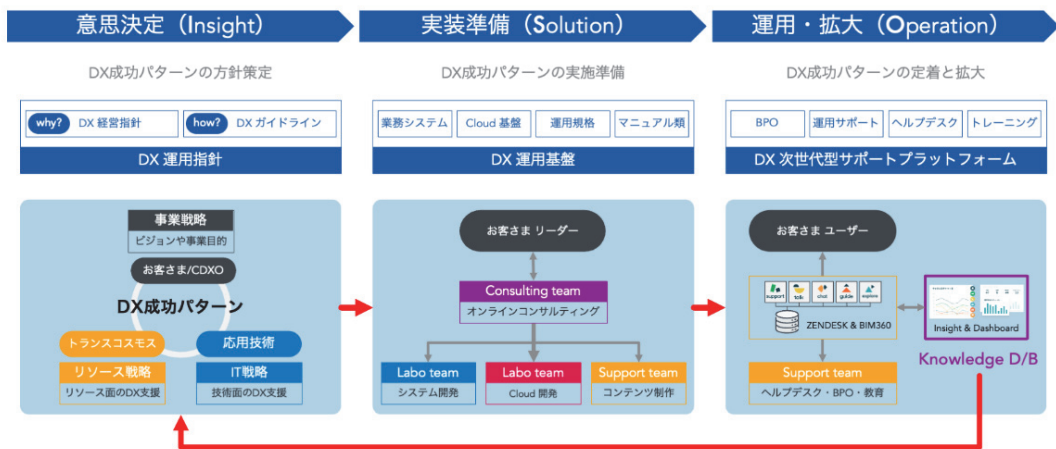 意思決定（Insight）
実装準備（Solution）
運用・拡大（Operation）
DX成功パターンの方針策定
DX成功パターンの実施準備
DX成功パターンの定着と拡大
why? DX 経営指針
how? DX ガイドライン
DX 運用指針
業務システム
Cloud 基盤
運用規格
マニュアル類
DX 運用基盤
BPO
運用サポート
ヘルプデスク
トレーニング
DX 次世代型サポートプラットフォーム
事業戦略
ビジョンや事業目的
お客さま/CDXO
DX成功パターン
トランスコスモス
応用技術
リソース戦略
リソース面のDX支援
IT戦略
技術面のDX支援
お客さま リーダー
Consulting team
オンラインコンサルティング
Labo team
システム開発
Labo team
Cloud 開発
Support team
コンテンツ制作
お客さま ユーザー
support
talk
chat
guide
explore
ZENDESK & BIM360
Insight & Dashboard
Knowledge D/B
Support team
ヘルプデスク・BPO・教育